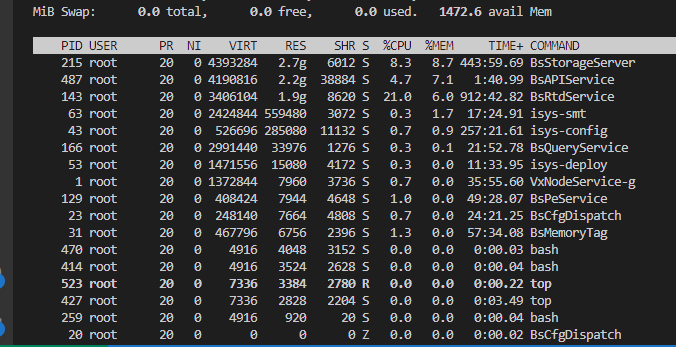 MiB Swap:      0.0 total,      0.0 free,      0.0 used.   1472.6 avail Mem
PID USER      PR  NI    VIRT    RES    SHR S  %CPU  %MEM     TIME+ COMMAND
215 root      20   0 4393284   2.7g   6012 S   8.3   8.7 443:59.69 BsStorageServer
487 root      20   0 4190816   2.2g  38884 S   4.7   7.1   1:40.99 BsAPIService
143 root      20   0 3406104   1.9g   8620 S  21.0   6.0 912:42.82 BsRtdService
63 root      20   0 2424844 559480   3072 S   0.3   1.7  17:24.91 isys-smt
43 root      20   0  526696 285080  11132 S   0.7   0.9 257:21.61 isys-config
166 root      20   0 2991440  33976   1276 S   0.3   0.1  21:52.78 BsQueryService
53 root      20   0 1471556  15080   4172 S   0.3   0.0  11:33.95 isys-deploy
1 root      20   0 1372844   7960   3736 S   0.7   0.0  35:55.60 VxNodeService-g
129 root      20   0  408424   7944   4648 S   1.0   0.0  49:28.07 BsPeService
23 root      20   0  248140   7664   4808 S   0.7   0.0  24:21.25 BsCfgDispatch
31 root      20   0  467796   6756   2396 S   1.3   0.0  57:34.08 BsMemoryTag
470 root      20   0    4916   4048   3152 S   0.0   0.0   0:00.03 bash
414 root      20   0    4916   3524   2628 S   0.0   0.0   0:00.04 bash
523 root      20   0    7336   3384   2780 R   0.0   0.0   0:00.22 top
427 root      20   0    7336   2828   2204 S   0.0   0.0   0:03.49 top
259 root      20   0    4916    920     20 S   0.0   0.0   0:00.04 bash
20 root      20   0       0      0      0 Z   0.0   0.0   0:00.02 BsCfgDispatch